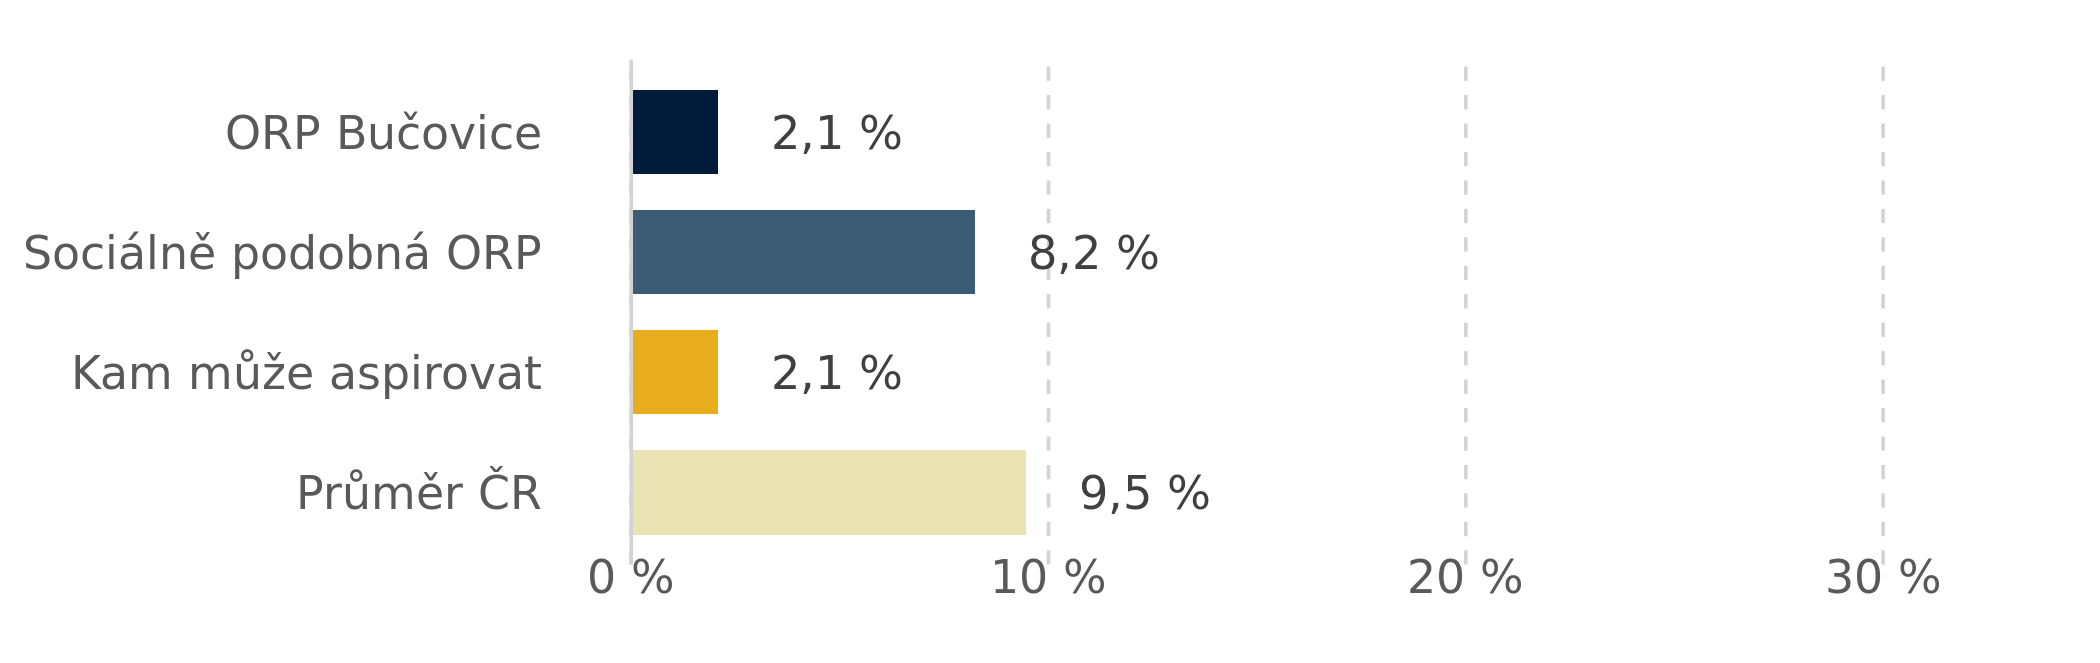 ORP Bučovice 2,1 %
Sociálně podobná ORP 8,2 %
Kam může aspirovat 2,1 %
Průměr ČR 9,5 %
0 % 10 % 20 % 30 %